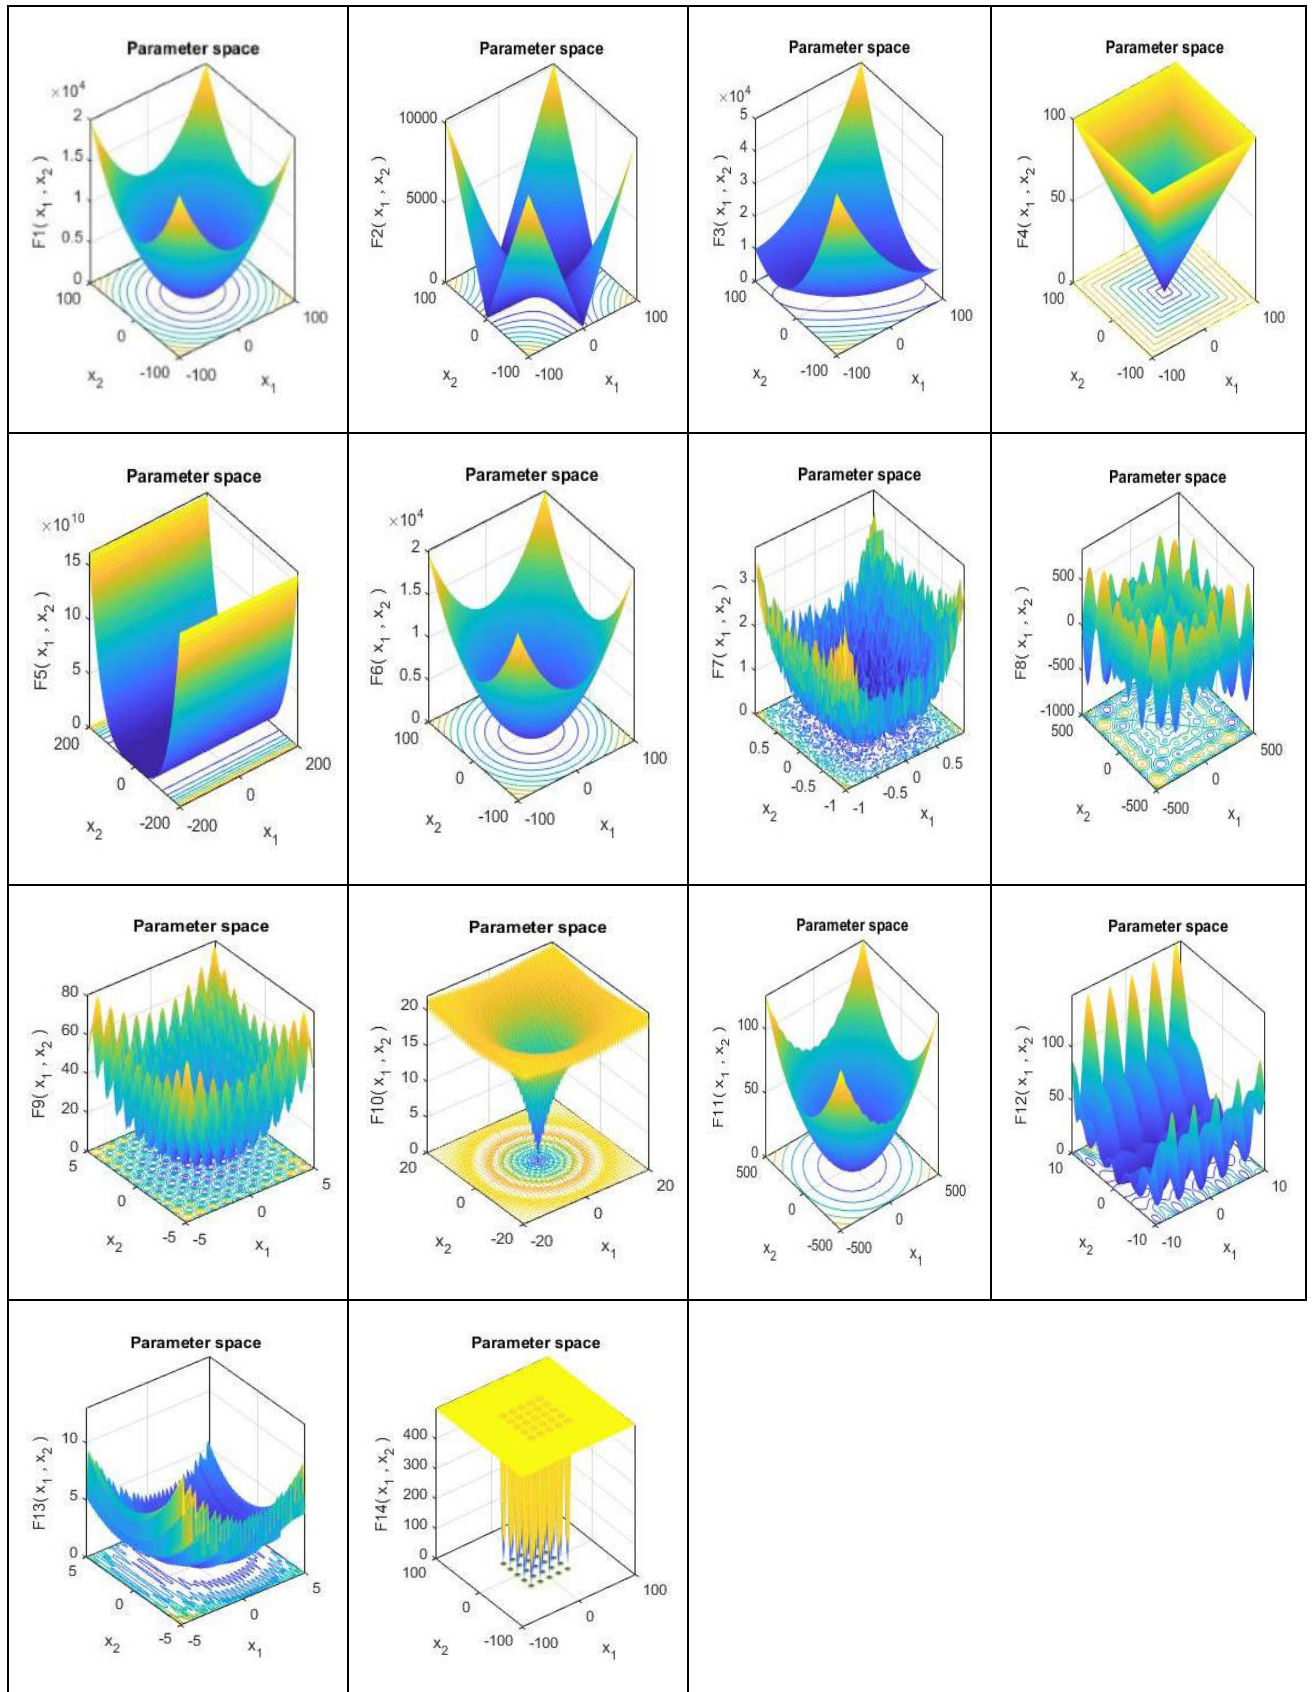 Parameter space
×10⁴
2
1.5
1
0.5
0
F1( x₁ , x₂ )
100
0
-100
x₂
-100
0
100
x₁
Parameter space
10000
5000
0
F2( x₁ , x₂ )
100
0
-100
x₂
-100
0
100
x₁
Parameter space
×10⁴
5
4
3
2
1
0
F3( x₁ , x₂ )
100
0
-100
x₂
-100
0
100
x₁
Parameter space
100
50
0
F4( x₁ , x₂ )
100
0
-100
x₂
-100
0
100
x₁
Parameter space
×10¹⁰
15
10
5
0
F5( x₁ , x₂ )
200
0
-200
x₂
-200
0
200
x₁
Parameter space
×10⁴
2
1.5
1
0.5
0
F6( x₁ , x₂ )
100
0
-100
x₂
-100
0
100
x₁
Parameter space
3
2
1
0
F7( x₁ , x₂ )
0.5
0
-0.5
-1
x₂
-1
-0.5
0
0.5
x₁
Parameter space
500
0
-500
-1000
F8( x₁ , x₂ )
500
0
-500
x₂
-500
0
500
x₁
Parameter space
80
60
40
20
0
F9( x₁ , x₂ )
5
0
-5
x₂
-5
0
5
x₁
Parameter space
20
15
10
5
0
F10( x₁ , x₂ )
20
0
-20
x₂
-20
0
20
x₁
Parameter space
100
50
0
F11( x₁ , x₂ )
500
0
-500
x₂
-500
0
500
x₁
Parameter space
100
50
0
F12( x₁ , x₂ )
10
0
-10
x₂
-10
0
10
x₁
Parameter space
10
5
0
F13( x₁ , x₂ )
5
0
-5
x₂
-5
0
5
x₁
Parameter space
400
300
200
100
0
F14( x₁ , x₂ )
100
0
-100
x₂
-100
0
100
x₁